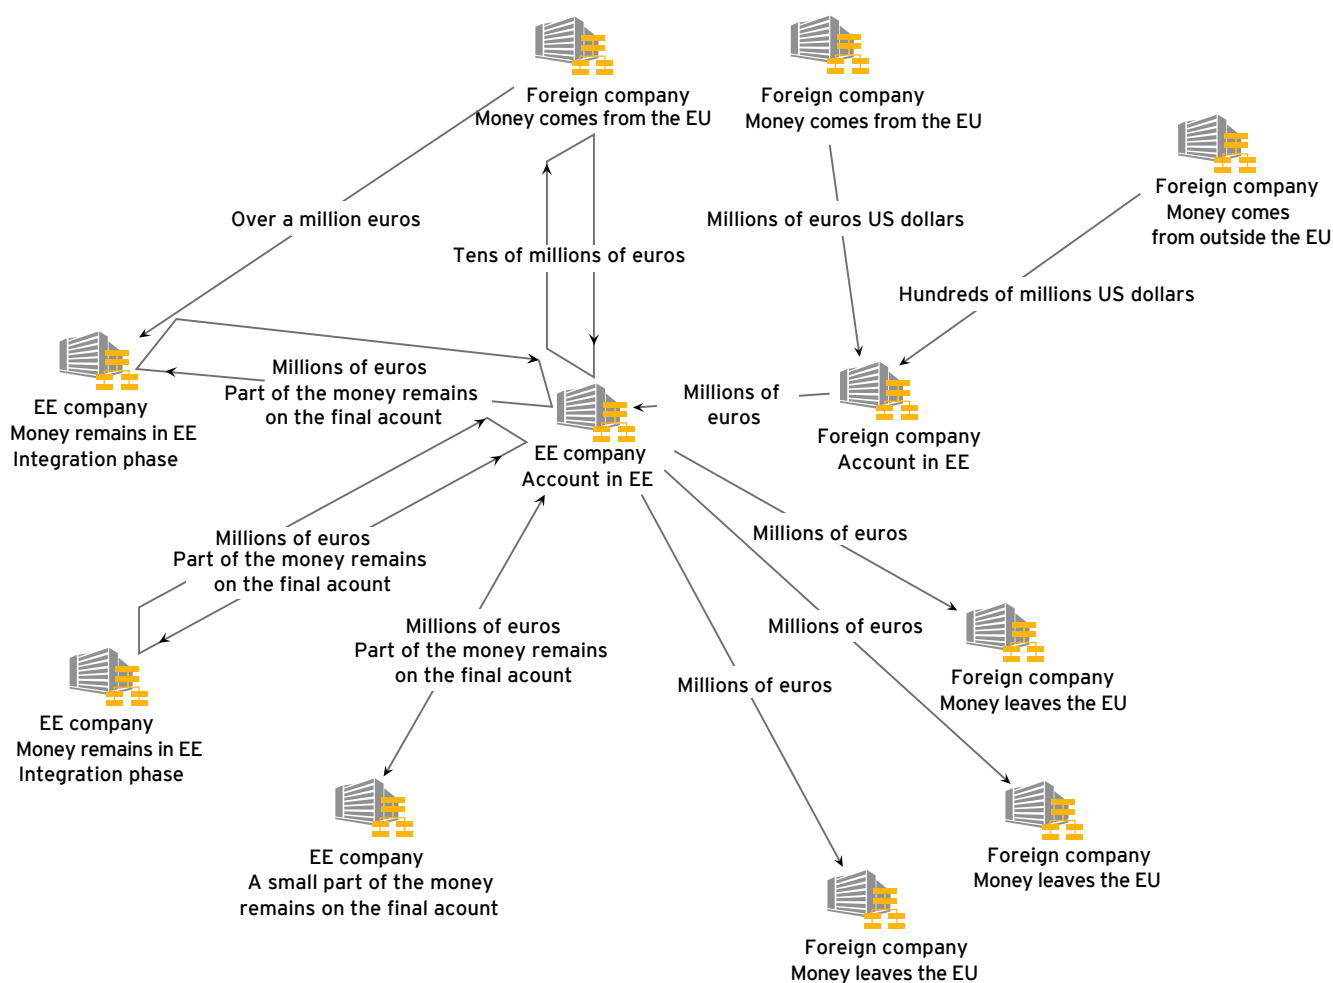 Foreign company
Money comes from the EU
Foreign company
Money comes from the EU
Foreign company
Money comes
from outside the EU
Over a million euros
Millions of euros US dollars
Tens of millions of euros
Hundreds of millions US dollars
Millions of euros
Part of the money remains
on the final acount
Millions of
euros
EE company
Money remains in EE
Integration phase
Foreign company
Account in EE
EE company
Account in EE
Millions of euros
Part of the money remains
on the final acount
Millions of euros
Millions of euros
Part of the money remains
on the final acount
Millions of euros
Millions of euros
Foreign company
Money leaves the EU
EE company
Money remains in EE
Integration phase
EE company
A small part of the money
remains on the final acount
Foreign company
Money leaves the EU
Foreign company
Money leaves the EU